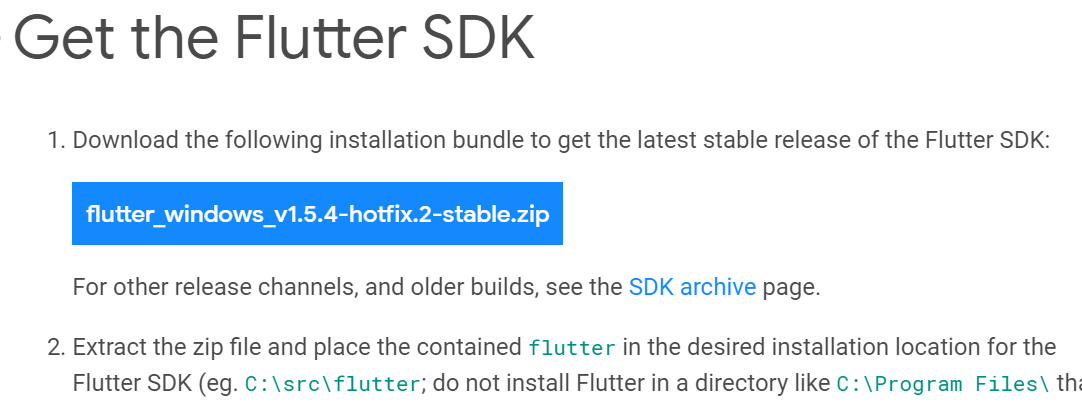 Get the Flutter SDK
1. Download the following installation bundle to get the latest stable release of the Flutter SDK:
flutter_windows_v1.5.4-hotfix.2-stable.zip
For other release channels, and older builds, see the SDK archive page.
2. Extract the zip file and place the contained flutter in the desired installation location for the
Flutter SDK (eg. C:\src\flutter; do not install Flutter in a directory like C:\Program Files\